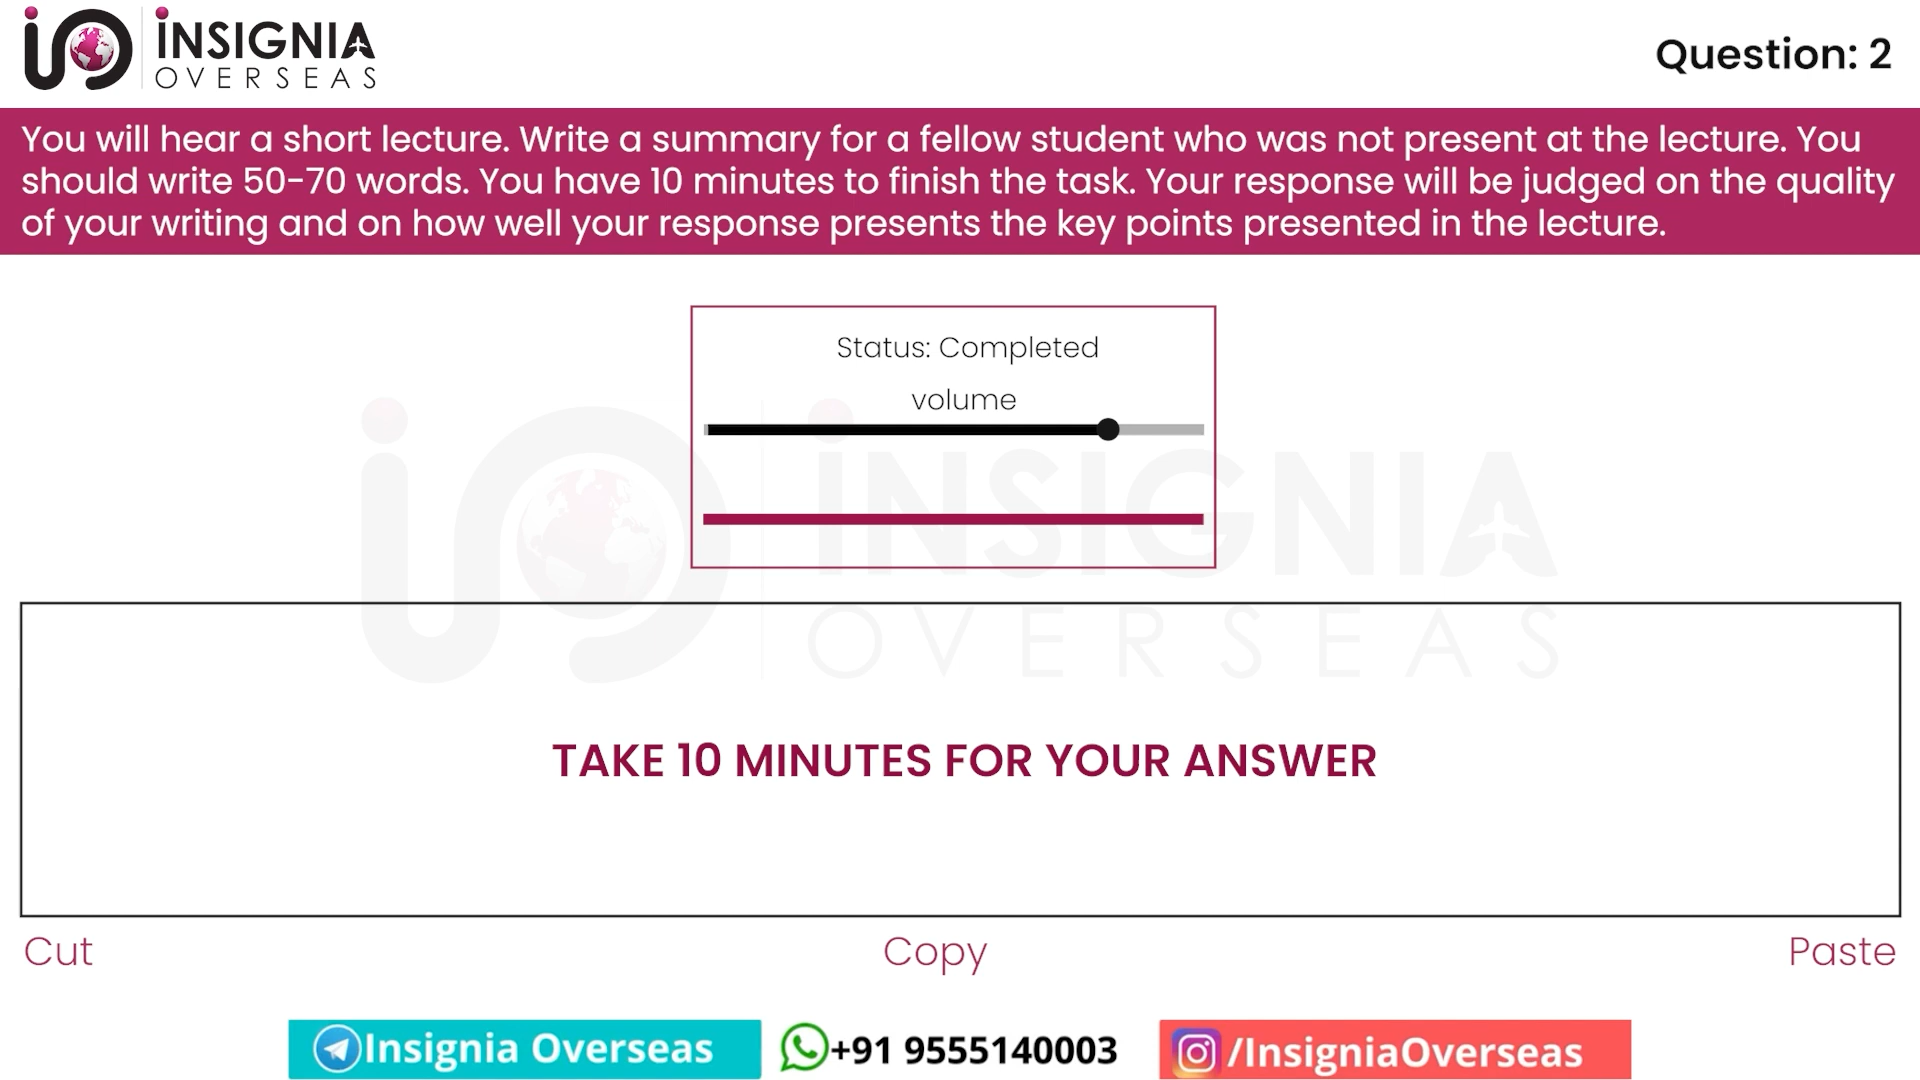 INSIGNIA
OVERSEAS
Question: 2
You will hear a short lecture. Write a summary for a fellow student who was not present at the lecture. You
should write 50-70 words. You have 10 minutes to finish the task. Your response will be judged on the quality
of your writing and on how well your response presents the key points presented in the lecture.
Status: Completed
volume
INSIGNIA
OVERSEAS
TAKE 10 MINUTES FOR YOUR ANSWER
Cut
Copy
Paste
Insignia Overseas
+91 9555140003
/InsigniaOverseas